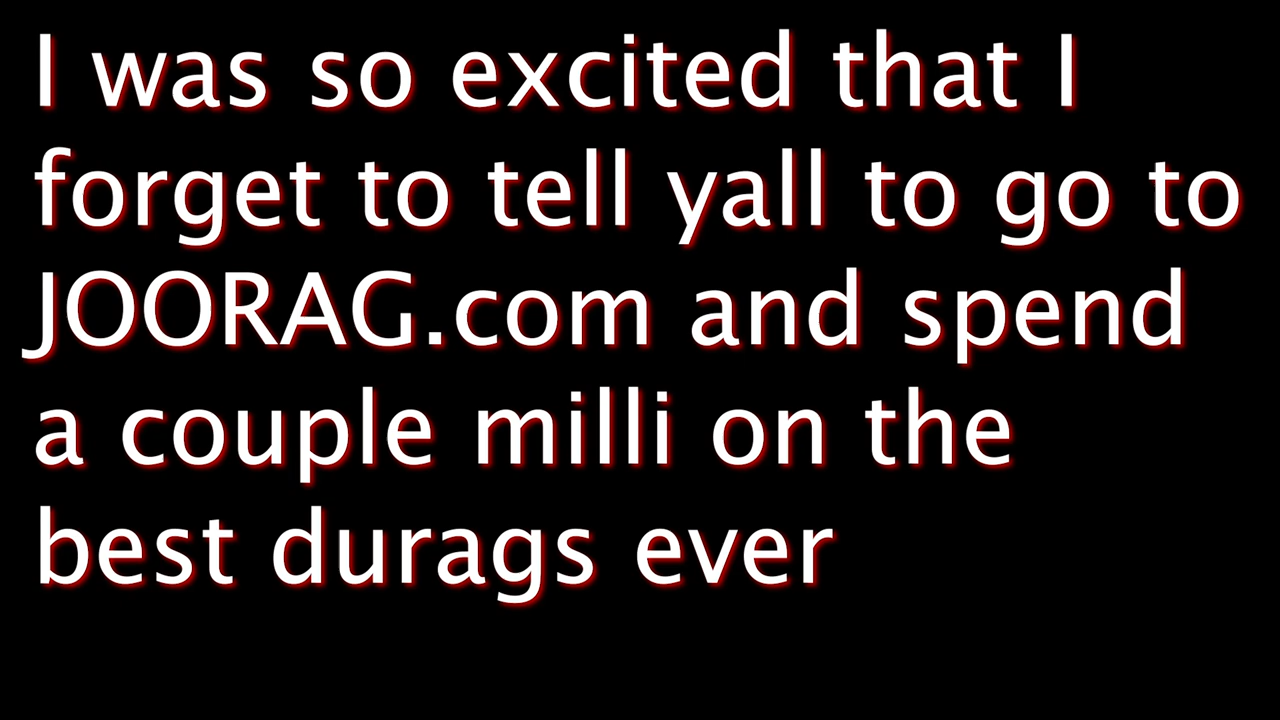 I was so excited that I
forget to tell yall to go to
JOORAG.com and spend
a couple milli on the
best durags ever